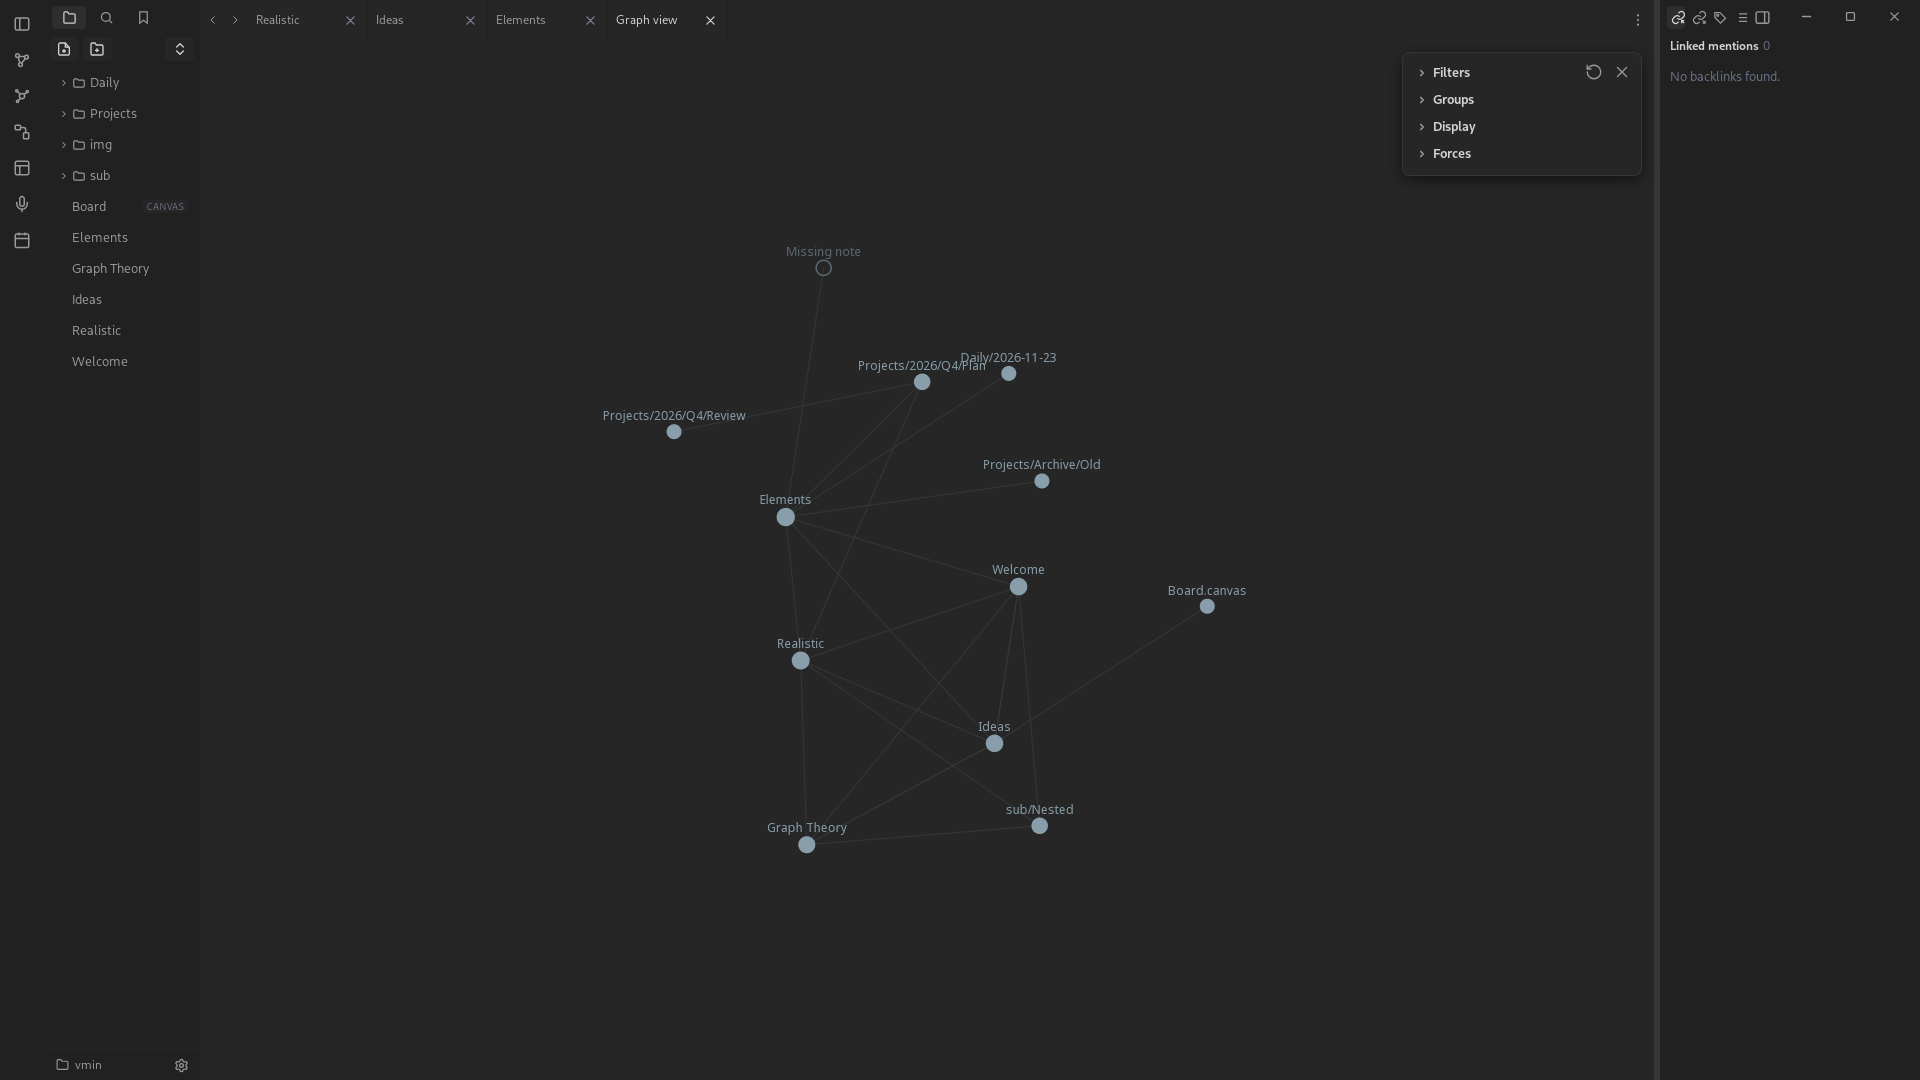 Realistic
Ideas
Elements
Graph view
Daily
Projects
img
sub
Board CANVAS
Elements
Graph Theory
Ideas
Realistic
Welcome
vmin
Filters
Groups
Display
Forces
Missing note
Daily/2026-11-23
Projects/2026/Q4/Plan
Projects/2026/Q4/Review
Projects/Archive/Old
Elements
Welcome
Board.canvas
Realistic
Ideas
sub/Nested
Graph Theory
Linked mentions 0
No backlinks found.